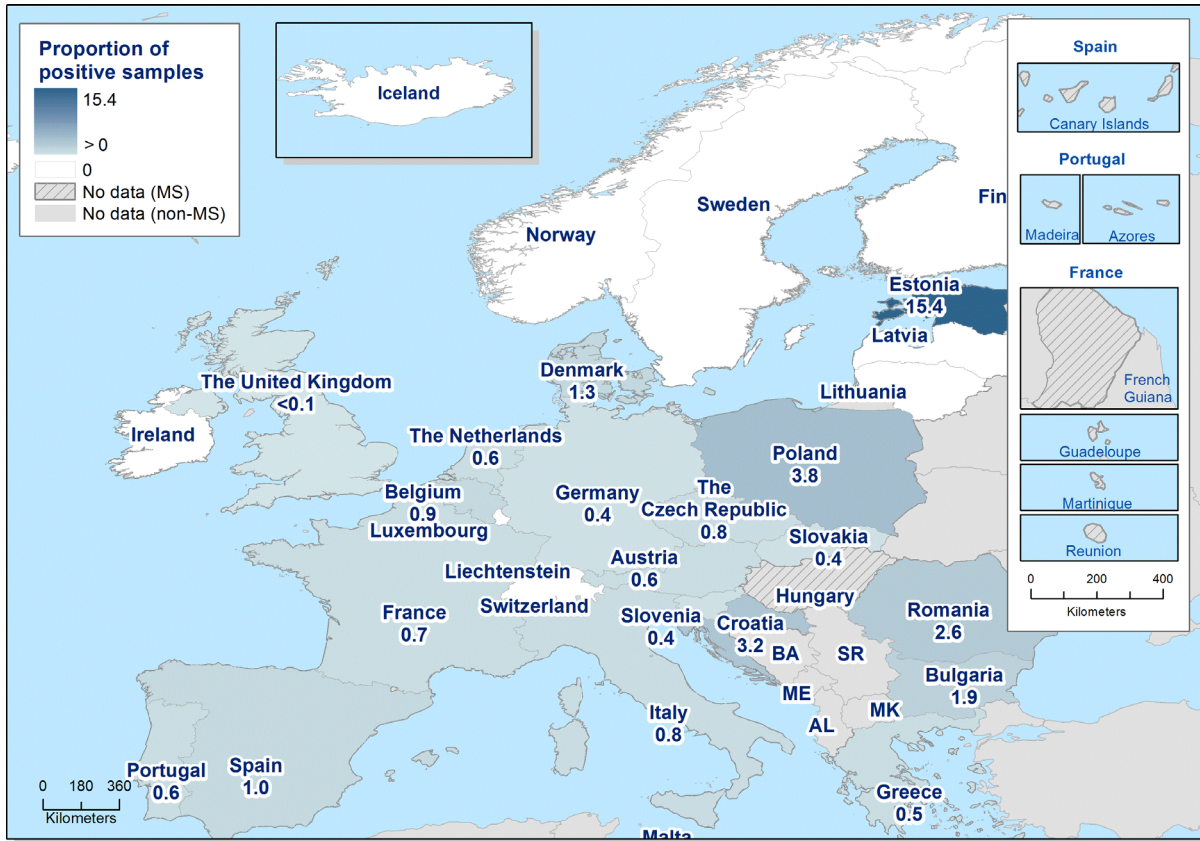 Proportion of
positive samples
15.4
> 0
0
No data (MS)
No data (non-MS)
Iceland
Spain
Canary Islands
Portugal
Madeira
Azores
France
French
Guiana
Guadeloupe
Martinique
Reunion
0 200 400
Kilometers
Sweden
Fin
Norway
Estonia
15.4
Latvia
Lithuania
Denmark
1.3
The United Kingdom
<0.1
Ireland
The Netherlands
0.6
Poland
3.8
Belgium
0.9
Luxembourg
Germany
0.4
The
Czech Republic
0.8
Slovakia
0.4
Austria
0.6
Liechtenstein
Switzerland
Hungary
France
0.7
Slovenia
0.4
Croatia
3.2
Romania
2.6
BA
SR
Bulgaria
1.9
ME
MK
AL
Italy
0.8
Portugal
0.6
Spain
1.0
Greece
0.5
Malta
0 180 360
Kilometers